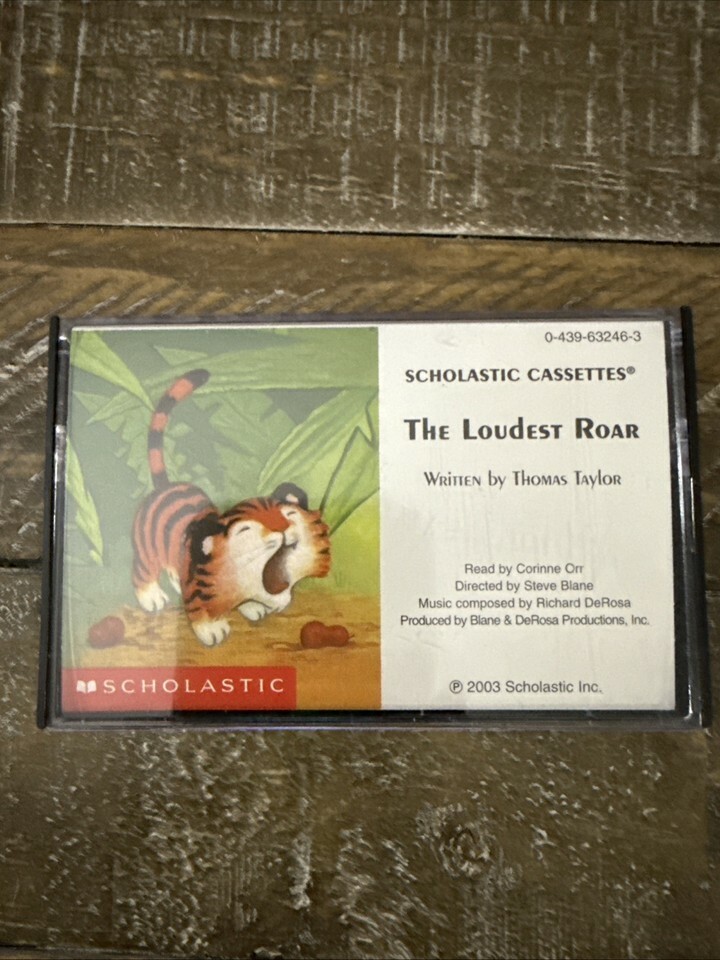 0-439-63246-3
SCHOLASTIC CASSETTES®
The Loudest Roar
Written by Thomas Taylor
Read by Corinne Orr
Directed by Steve Blane
Music composed by Richard DeRosa
Produced by Blane & DeRosa Productions, Inc.
℗ 2003 Scholastic Inc.
SCHOLASTIC